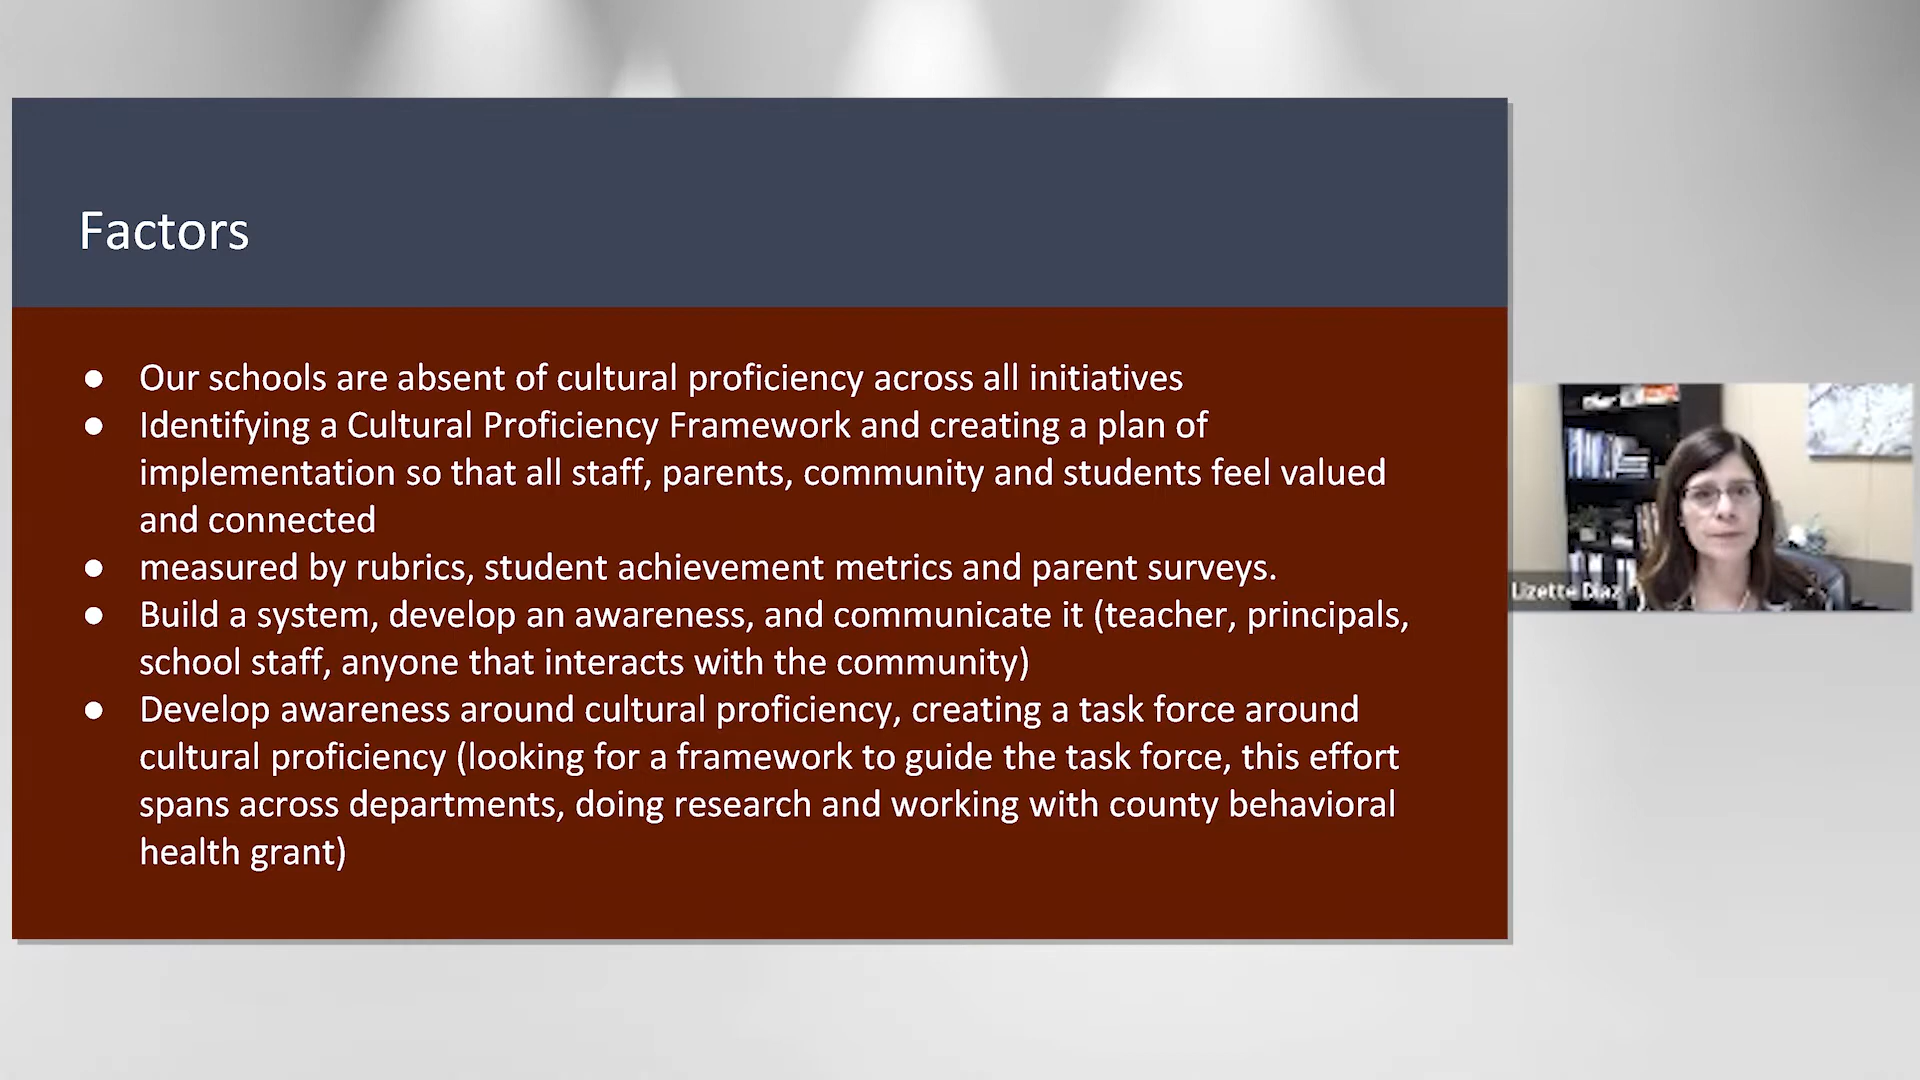 Factors
● Our schools are absent of cultural proficiency across all initiatives
● Identifying a Cultural Proficiency Framework and creating a plan of
implementation so that all staff, parents, community and students feel valued
and connected
● measured by rubrics, student achievement metrics and parent surveys.
● Build a system, develop an awareness, and communicate it (teacher, principals,
school staff, anyone that interacts with the community)
● Develop awareness around cultural proficiency, creating a task force around
cultural proficiency (looking for a framework to guide the task force, this effort
spans across departments, doing research and working with county behavioral
health grant)
Lizette Diaz